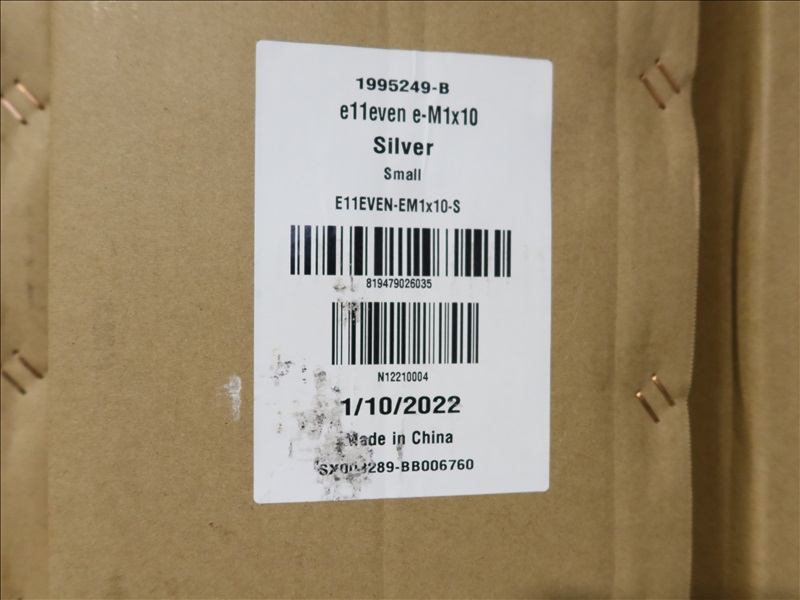 1995249-B
e11even e-M1x10
Silver
Small
E11EVEN-EM1x10-S
819479026035
N12210004
1/10/2022
Made in China